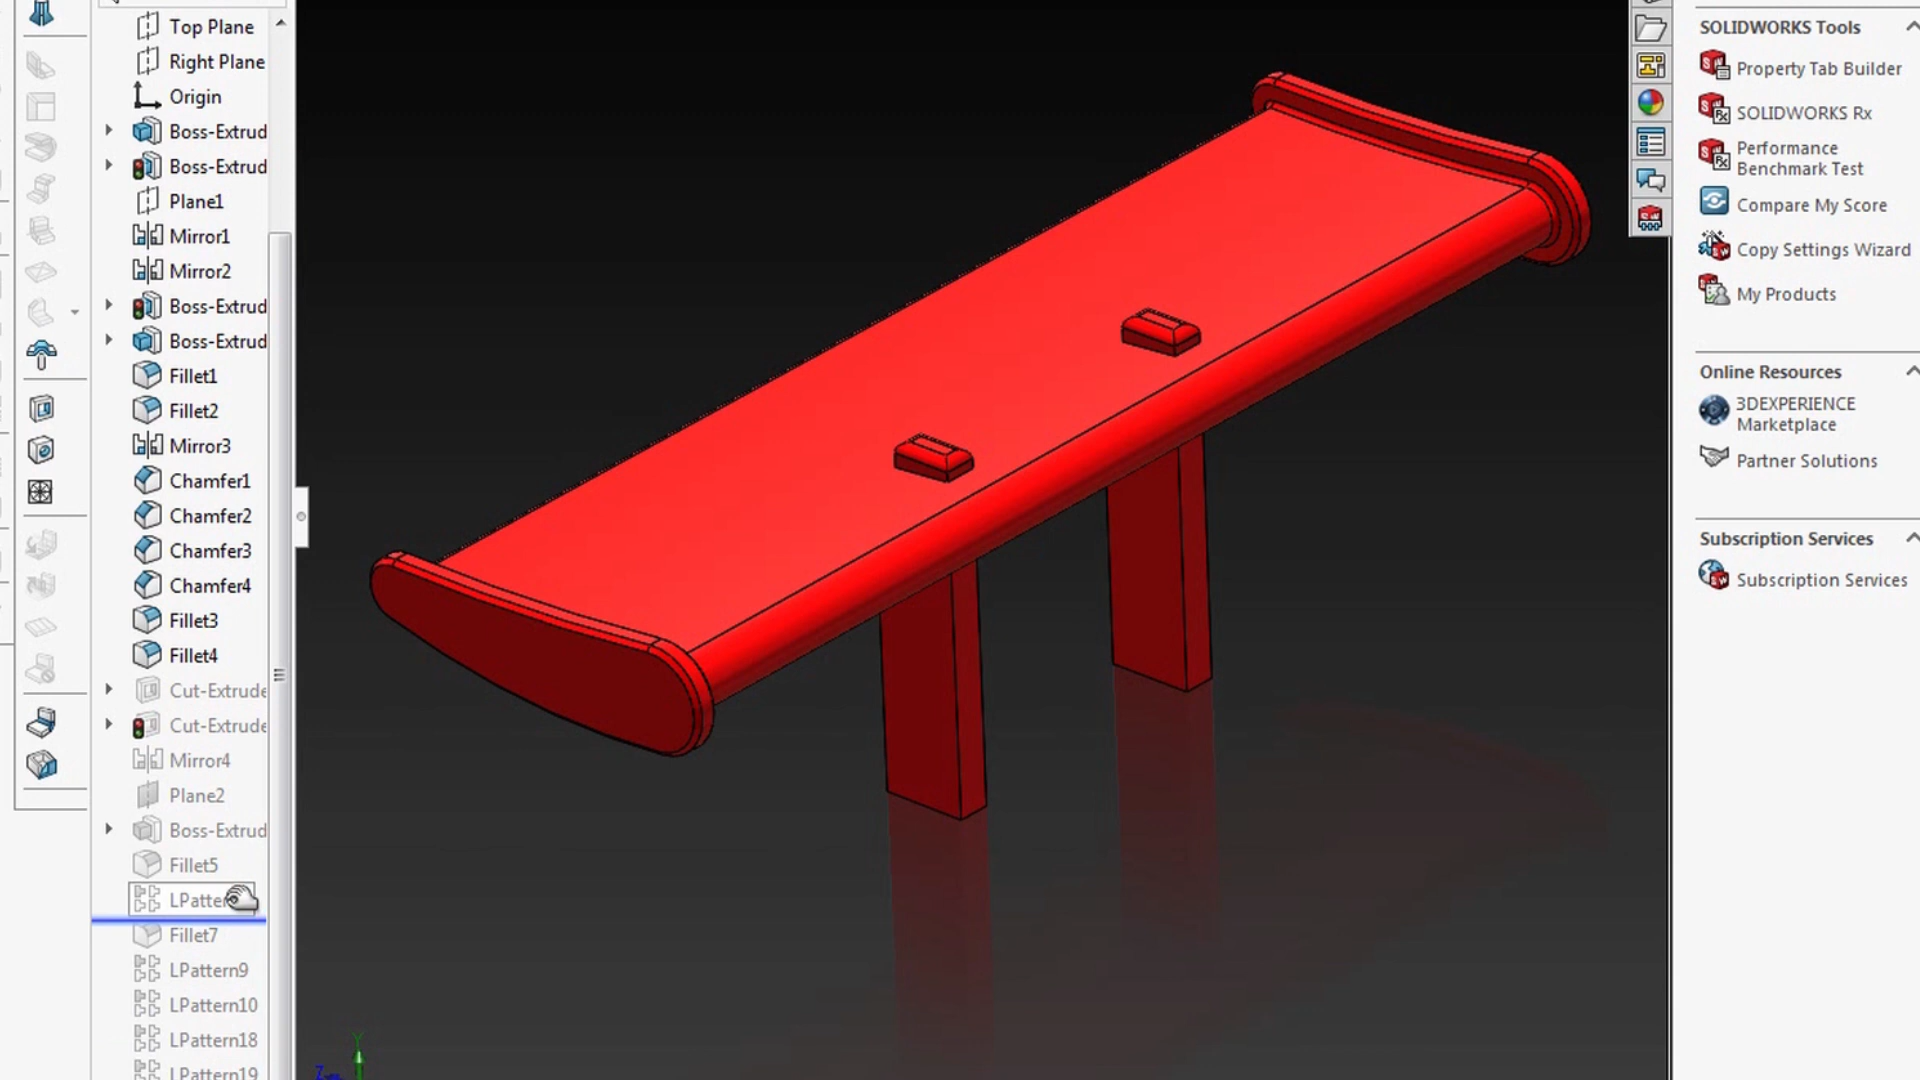 Top Plane
Right Plane
Origin
Boss-Extrud
Boss-Extrud
Plane1
Mirror1
Mirror2
Boss-Extrud
Boss-Extrud
Fillet1
Fillet2
Mirror3
Chamfer1
Chamfer2
Chamfer3
Chamfer4
Fillet3
Fillet4
Cut-Extrude
Cut-Extrude
Mirror4
Plane2
Boss-Extrud
Fillet5
LPatter
Fillet7
LPattern9
LPattern10
LPattern18
LPattern19
Y
Z
SOLIDWORKS Tools
Property Tab Builder
SOLIDWORKS Rx
Performance
Benchmark Test
Compare My Score
Copy Settings Wizard
My Products
Online Resources
3DEXPERIENCE
Marketplace
Partner Solutions
Subscription Services
Subscription Services